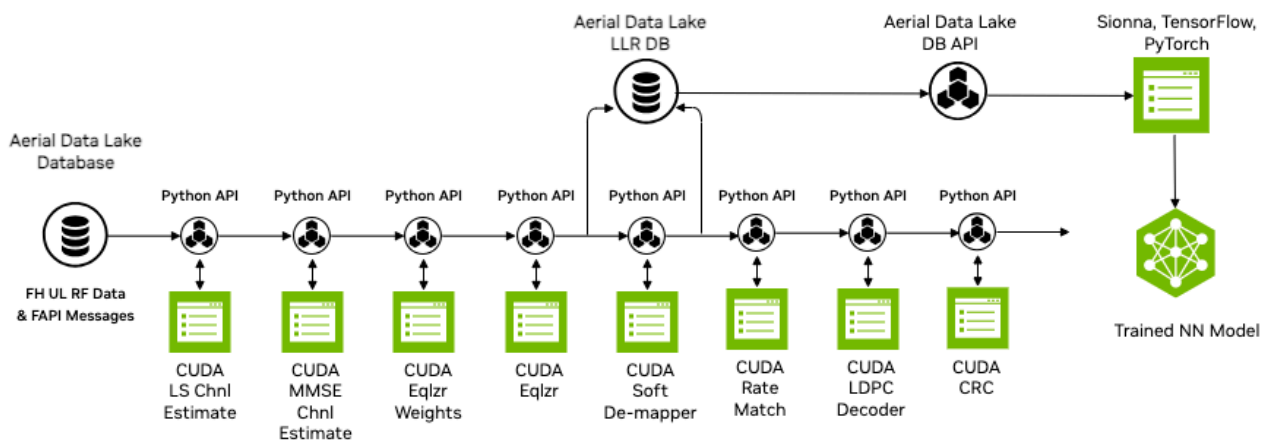 Aerial Data Lake
LLR DB
Aerial Data Lake
DB API
Sionna, TensorFlow,
PyTorch
Aerial Data Lake
Database
Python API
Python API
Python API
Python API
Python API
Python API
Python API
Python API
FH UL RF Data
& FAPI Messages
CUDA
LS Chnl
Estimate
CUDA
MMSE
Chnl
Estimate
CUDA
Eqlzr
Weights
CUDA
Eqlzr
CUDA
Soft
De-mapper
CUDA
Rate
Match
CUDA
LDPC
Decoder
CUDA
CRC
Trained NN Model